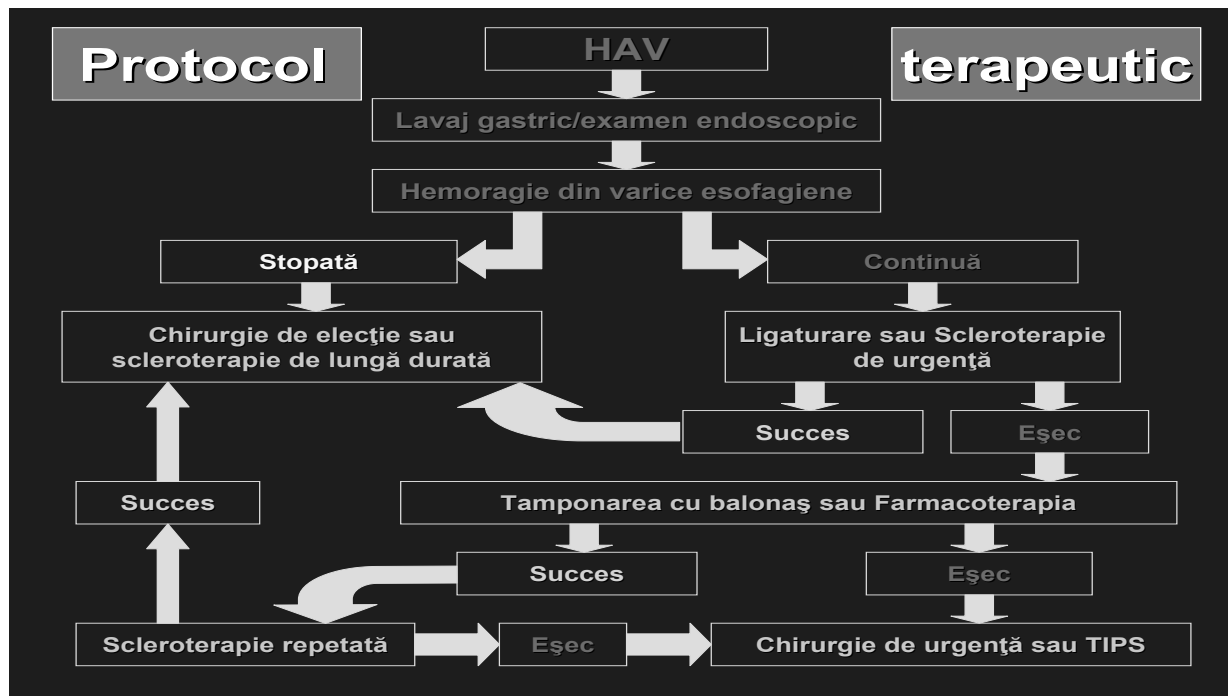 Protocol
HAV
terapeutic
Lavaj gastric/examen endoscopic
Hemoragie din varice esofagiene
Stopată
Continuă
Chirurgie de elecţie sau
scleroterapie de lungă durată
Ligaturare sau Scleroterapie
de urgenţă
Succes
Eşec
Succes
Tamponarea cu balonaş sau Farmacoterapia
Succes
Eşec
Scleroterapie repetată
Eşec
Chirurgie de urgenţă sau TIPS